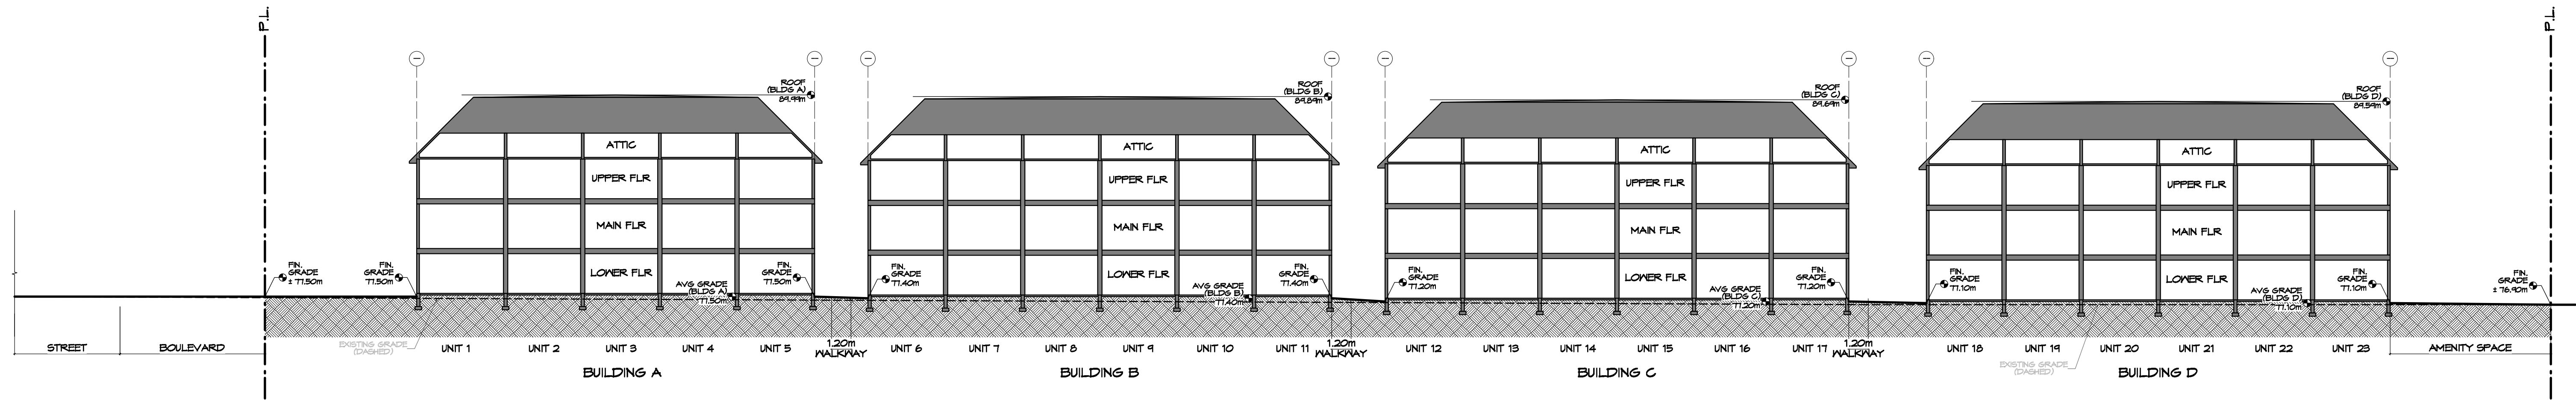 P.L.
P.L.
ROOF
(BLDG A)
89.99m
ROOF
(BLDG B)
89.89m
ROOF
(BLDG C)
89.69m
ROOF
(BLDG D)
89.59m
ATTIC
ATTIC
ATTIC
ATTIC
UPPER FLR
UPPER FLR
UPPER FLR
UPPER FLR
MAIN FLR
MAIN FLR
MAIN FLR
MAIN FLR
LOWER FLR
LOWER FLR
LOWER FLR
LOWER FLR
FIN.
GRADE
± 77.50m
FIN.
GRADE
77.50m
FIN.
GRADE
77.50m
FIN.
GRADE
77.40m
FIN.
GRADE
77.40m
FIN.
GRADE
77.20m
FIN.
GRADE
77.20m
FIN.
GRADE
77.10m
FIN.
GRADE
77.10m
FIN.
GRADE
± 76.90m
AVG GRADE
(BLDG A)
77.50m
AVG GRADE
(BLDG B)
77.40m
AVG GRADE
(BLDG C)
77.20m
AVG GRADE
(BLDG D)
77.10m
STREET
BOULEVARD
EXISTING GRADE
(DASHED)
UNIT 1
UNIT 2
UNIT 3
UNIT 4
UNIT 5
1.20m
WALKWAY
UNIT 6
UNIT 7
UNIT 8
UNIT 9
UNIT 10
UNIT 11
1.20m
WALKWAY
UNIT 12
UNIT 13
UNIT 14
UNIT 15
UNIT 16
UNIT 17
1.20m
WALKWAY
UNIT 18
UNIT 19
UNIT 20
UNIT 21
UNIT 22
UNIT 23
AMENITY SPACE
EXISTING GRADE
(DASHED)
BUILDING A
BUILDING B
BUILDING C
BUILDING D